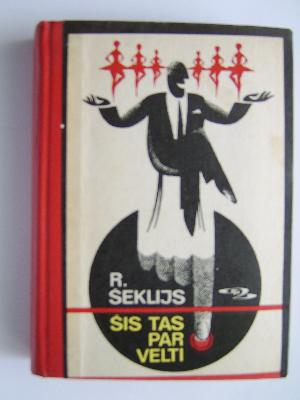 R.
ŠEKLIJS
ŠIS TAS
PAR
VELTI